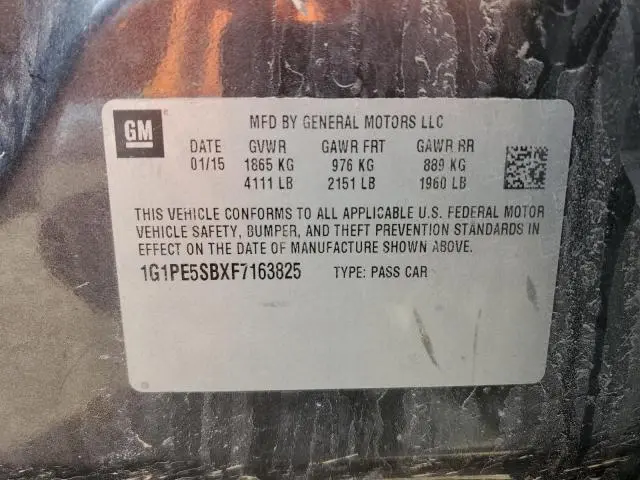 GM
MFD BY GENERAL MOTORS LLC
DATE GVWR GAWR FRT GAWR RR
01/15 1865 KG 976 KG 889 KG
4111 LB 2151 LB 1960 LB
THIS VEHICLE CONFORMS TO ALL APPLICABLE U.S. FEDERAL MOTOR
VEHICLE SAFETY, BUMPER, AND THEFT PREVENTION STANDARDS IN
EFFECT ON THE DATE OF MANUFACTURE SHOWN ABOVE.
1G1PE5SBXF7163825 TYPE: PASS CAR